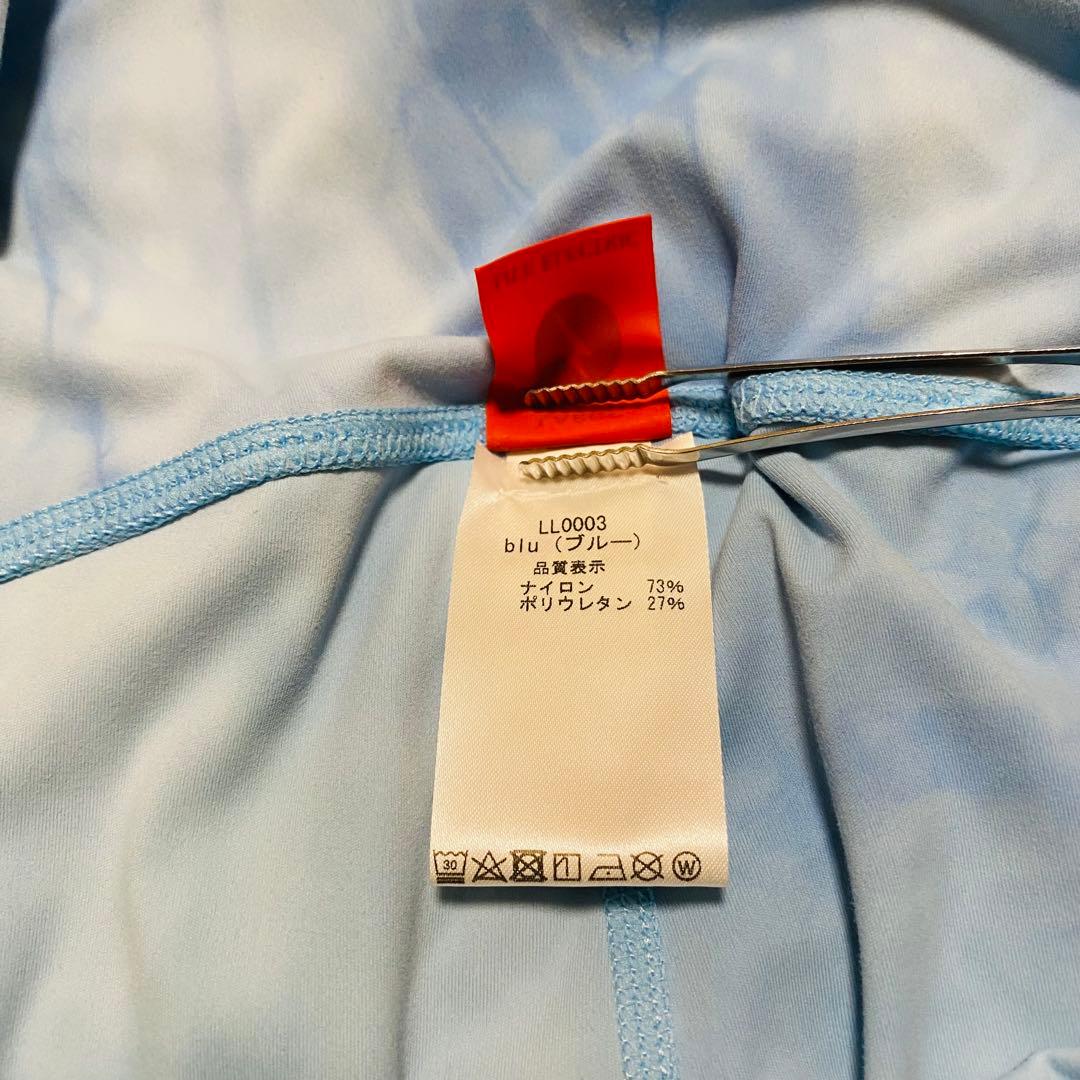 LL0003
blu (ブルー)
品質表示
ナイロン 73%
ポリウレタン 27%
30
W